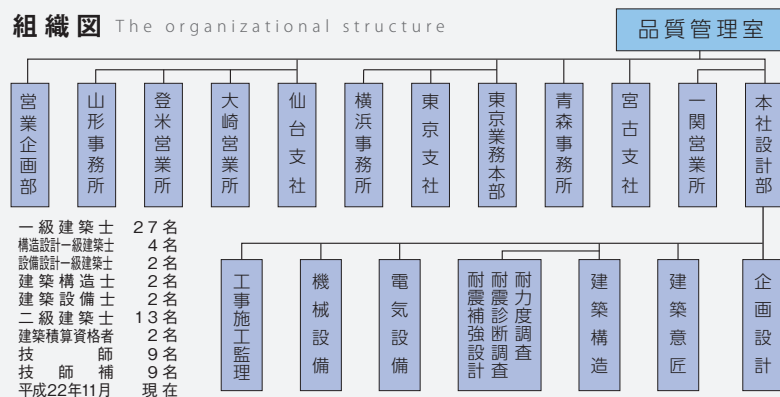 組織図 The organizational structure
品質管理室
営業企画部
山形事務所
登米営業所
大崎営業所
仙台支社
横浜事務所
東京支社
東京業務本部
青森事務所
宮古支社
一関営業所
本社設計部
一級建築士 27名
構造設計一級建築士 4名
設備設計一級建築士 2名
建築構造士 2名
建築設備士 2名
二級建築士 13名
建築積算資格者 2名
技師 9名
技師補 9名
平成22年11月 現在
工事施工監理
機械設備
電気設備
耐力度調査
耐震診断調査
耐震補強設計
建築構造
建築意匠
企画設計